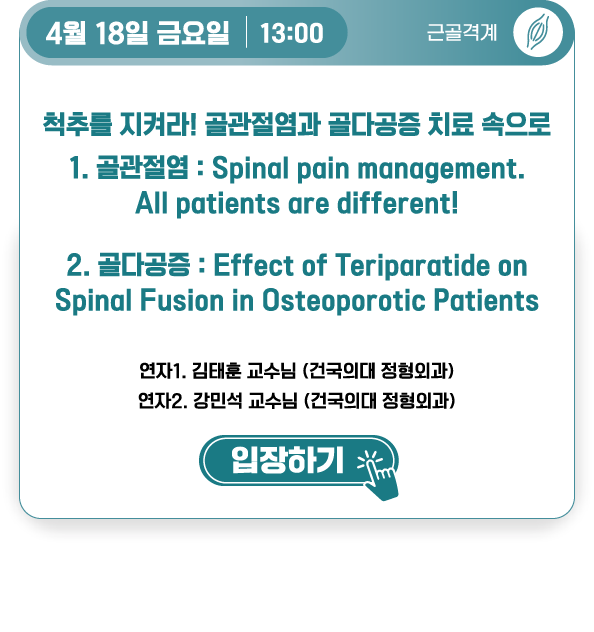 4월 18일 금요일 | 13:00 근골격계
척추를 지켜라! 골관절염과 골다공증 치료 속으로
1. 골관절염 : Spinal pain management.
All patients are different!
2. 골다공증 : Effect of Teriparatide on
Spinal Fusion in Osteoporotic Patients
연자1. 김태훈 교수님 (건국의대 정형외과)
연자2. 강민석 교수님 (건국의대 정형외과)
입장하기